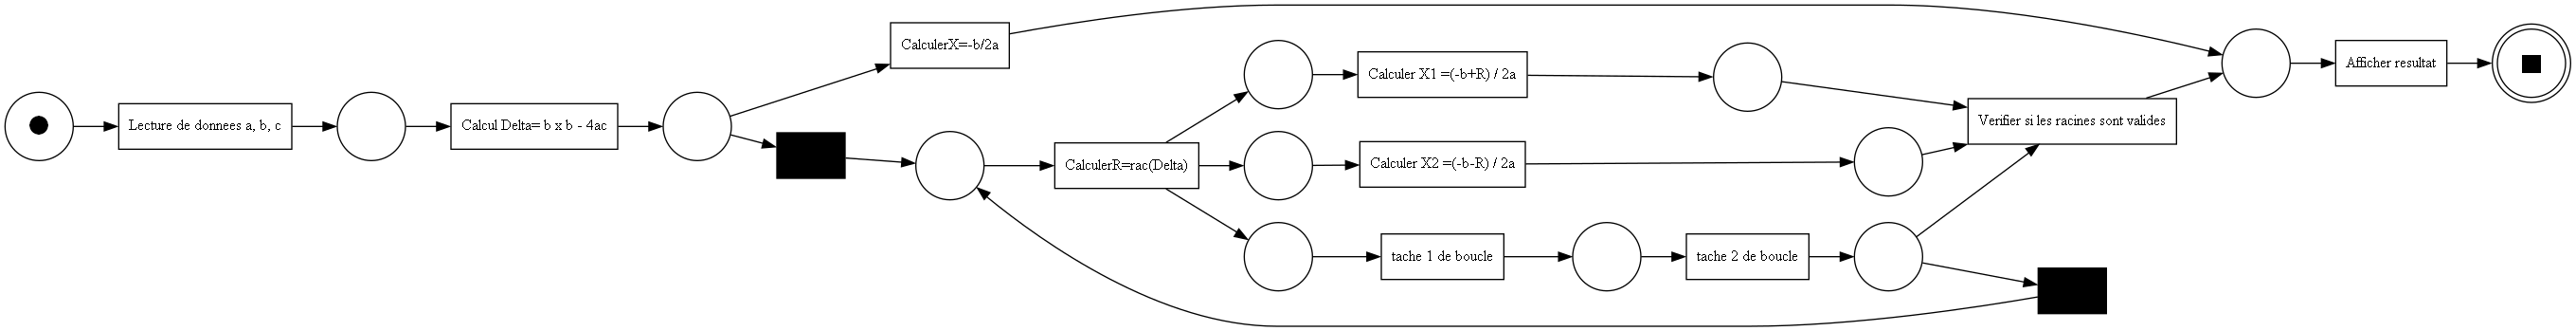 Lecture de donnees a, b, c
Calcul Delta= b x b - 4ac
CalculerX=-b/2a
CalculerR=rac(Delta)
Calculer X1 =(-b+R) / 2a
Calculer X2 =(-b-R) / 2a
tache 1 de boucle
tache 2 de boucle
Verifier si les racines sont valides
Afficher resultat